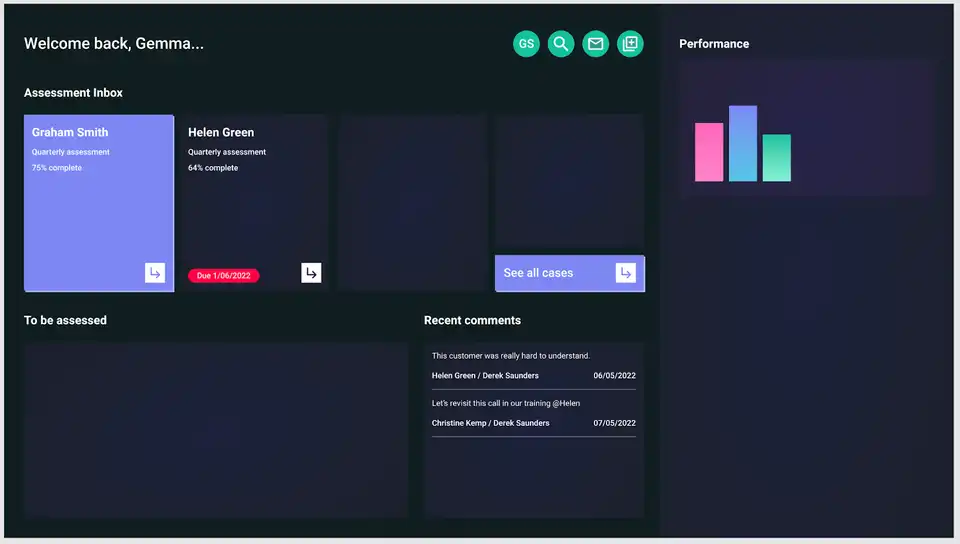 Welcome back, Gemma...
GS
Performance
Assessment Inbox
Graham Smith
Quarterly assessment
75% complete
Helen Green
Quarterly assessment
64% complete
Due 1/06/2022
See all cases
To be assessed
Recent comments
This customer was really hard to understand.
Helen Green / Derek Saunders 06/05/2022
Let's revisit this call in our training @Helen
Christine Kemp / Derek Saunders 07/05/2022